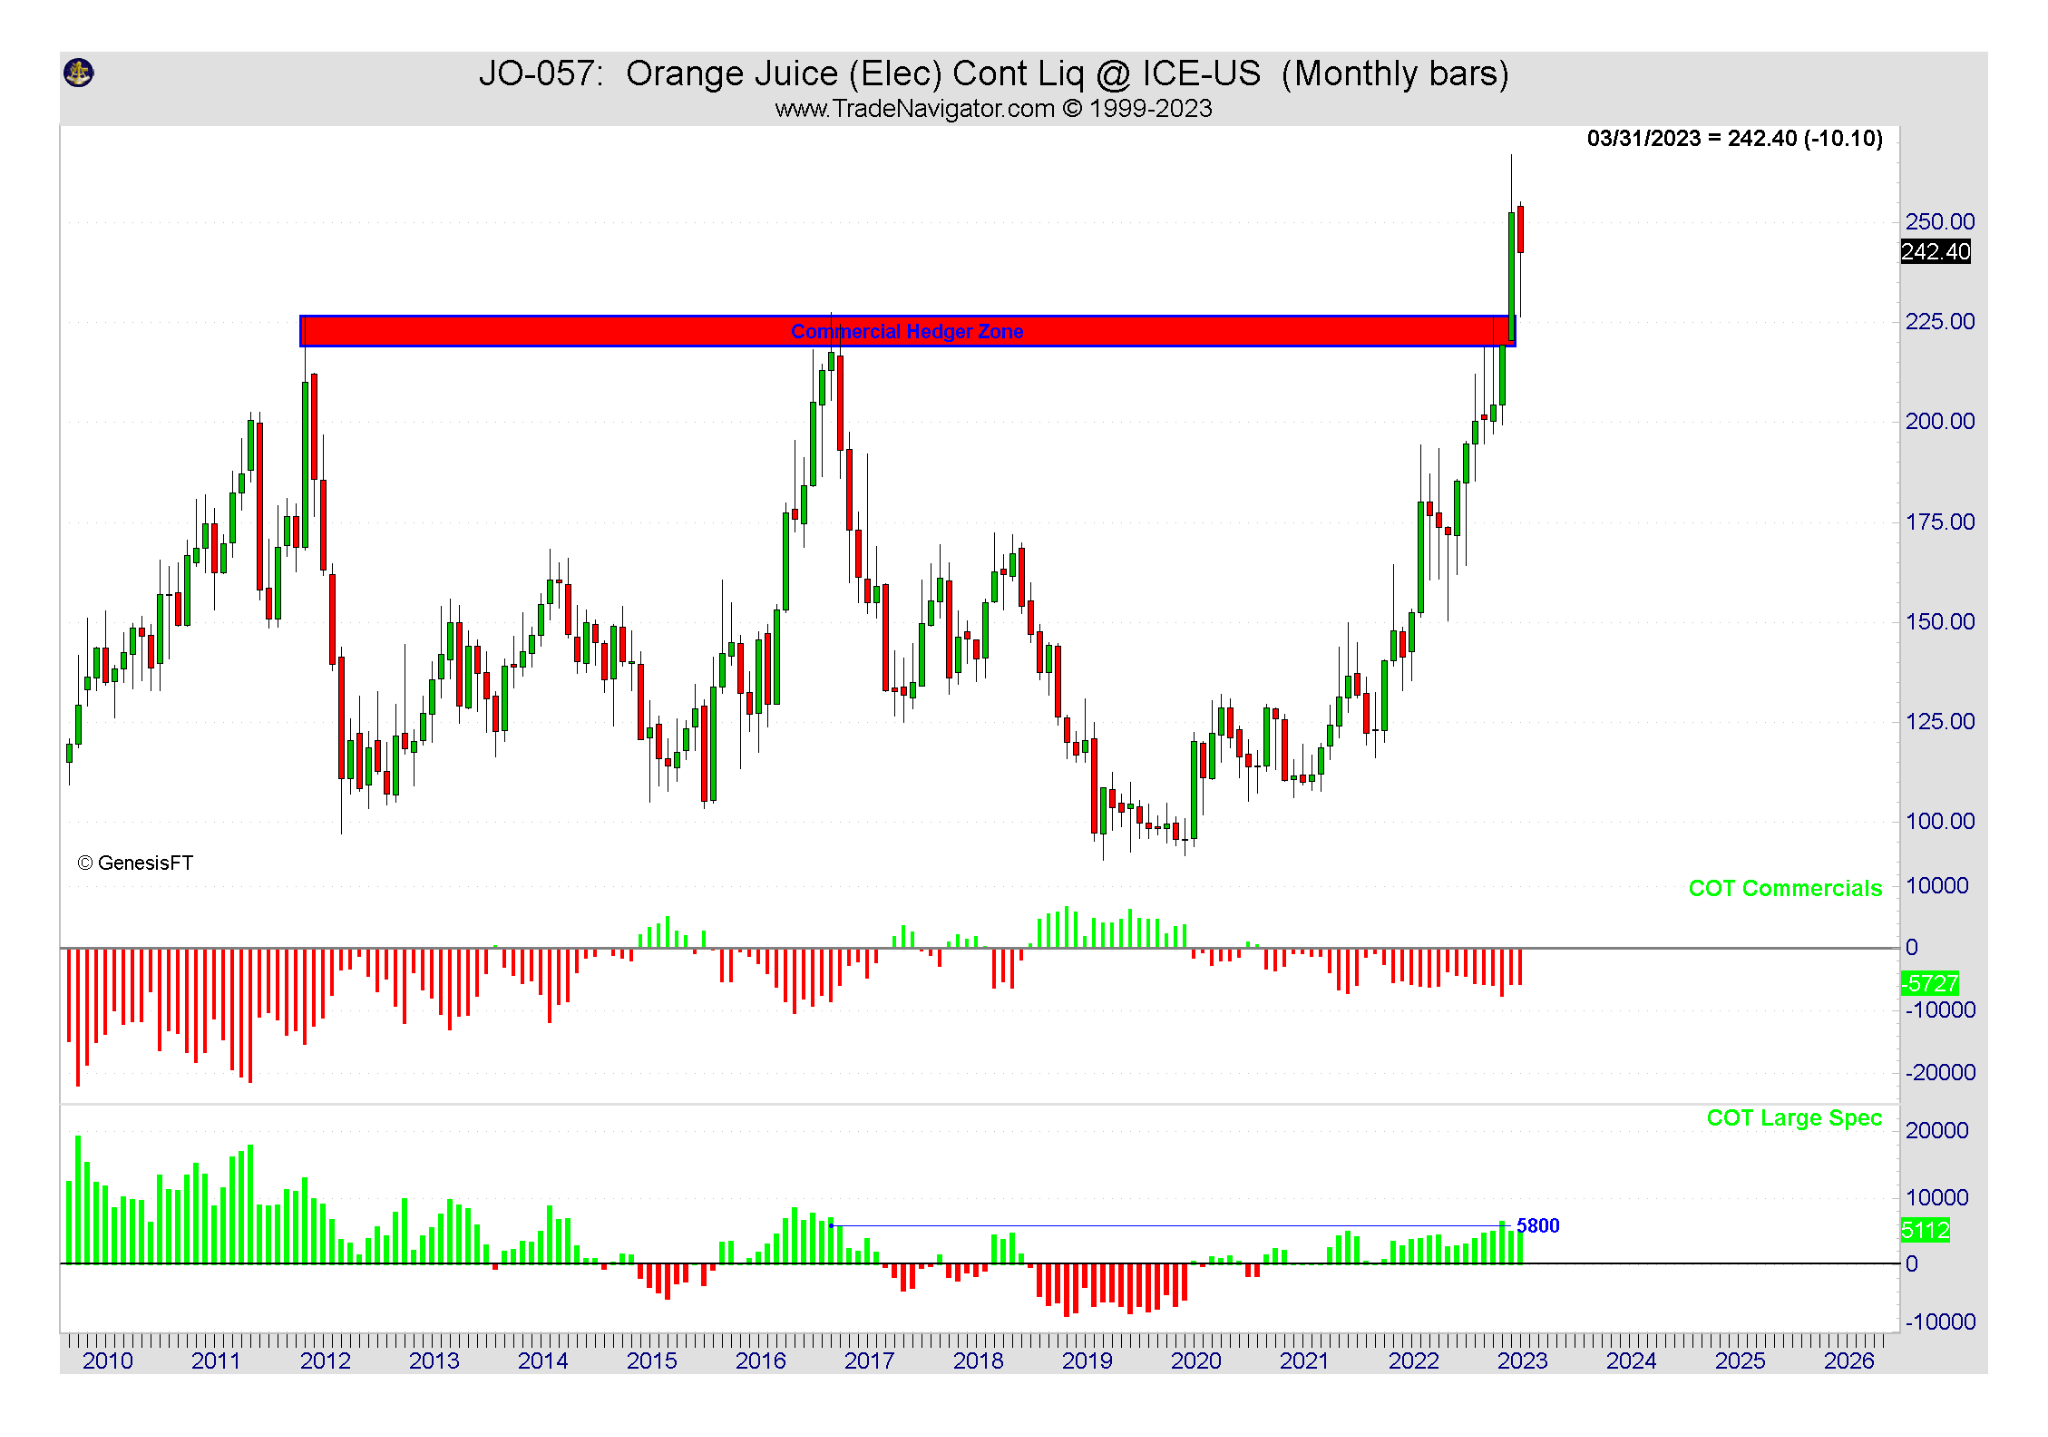 JO-057:  Orange Juice (Elec) Cont Liq @ ICE-US  (Monthly bars)
www.TradeNavigator.com © 1999-2023
03/31/2023 = 242.40 (-10.10)
250.00
242.40
225.00
Commercial Hedger Zone
200.00
175.00
150.00
125.00
100.00
© GenesisFT
COT Commercials
10000
0
-5727
-10000
-20000
COT Large Spec
20000
10000
5800
5112
0
-10000
2010 2011 2012 2013 2014 2015 2016 2017 2018 2019 2020 2021 2022 2023 2024 2025 2026